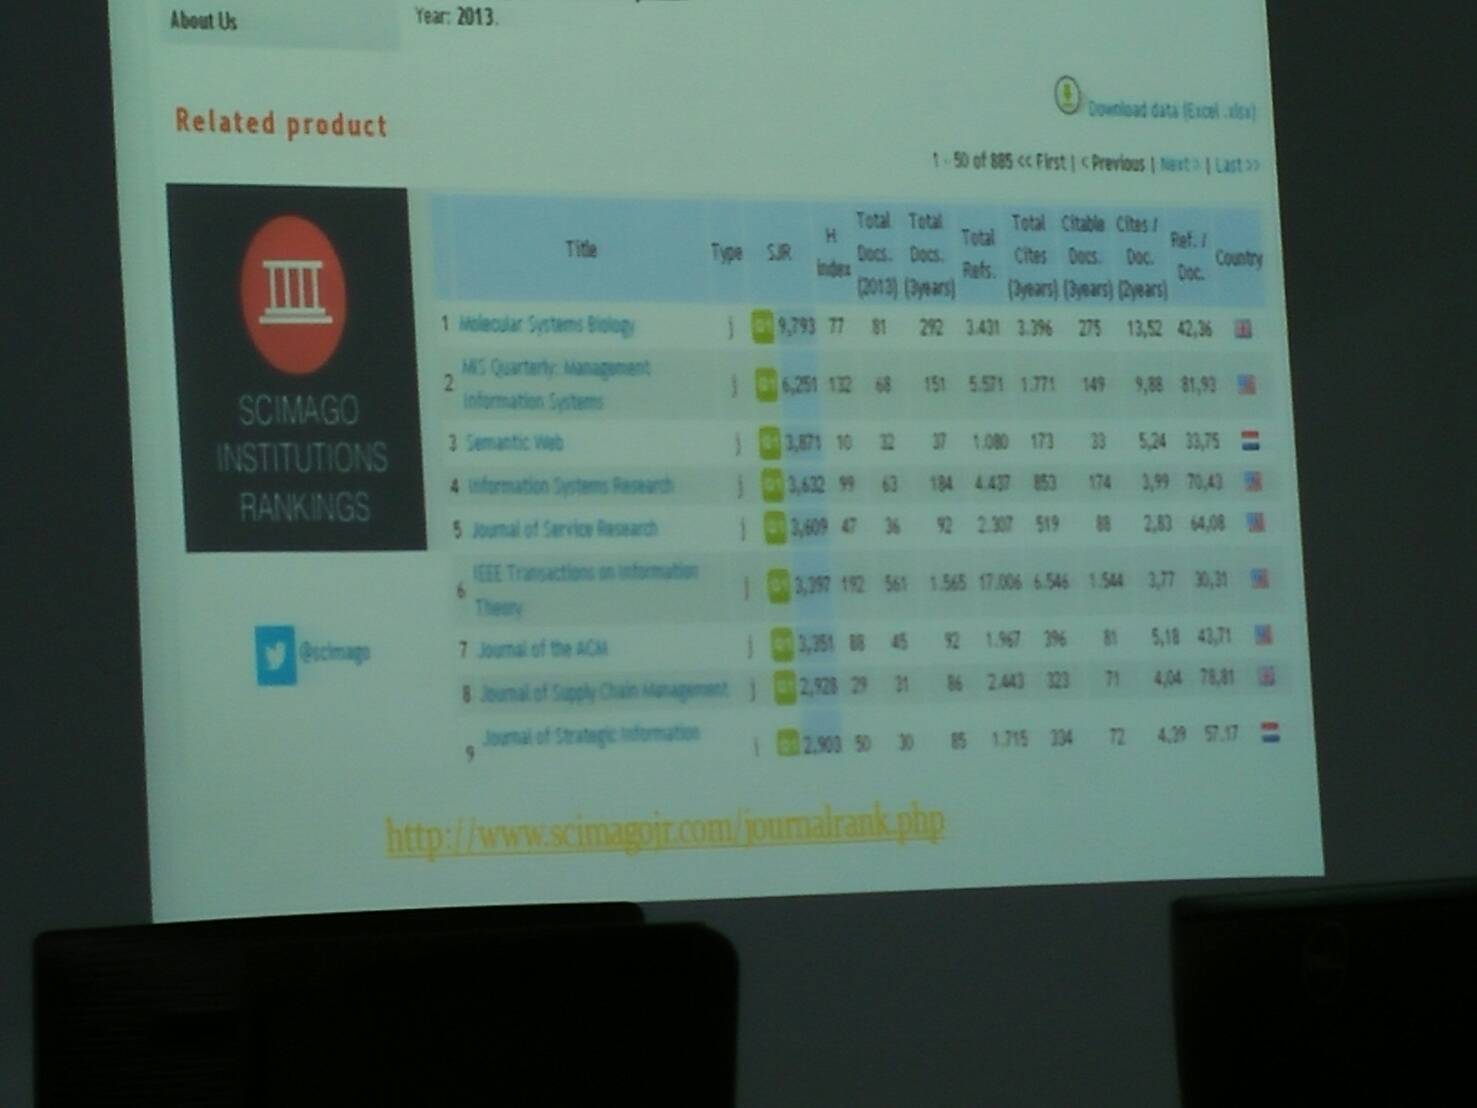 About Us
Year: 2013.
Download data (Excel .xlsx)
Related product
1 - 50 of 885 << First | < Previous | Next > | Last >>
Title Type SJR H index Total Docs. (2013) Total Docs. (3years) Total Refs. Total Cites (3years) Citable Docs. (3years) Cites / Doc. (2years) Ref. / Doc. Country
1 Molecular Systems Biology j Q1 9,793 77 81 292 3.431 3.396 275 13,52 42,36
2 MIS Quarterly: Management Information Systems j Q1 6,251 132 68 151 5.571 1.771 149 9,88 81,93
3 Semantic Web j Q1 3,871 10 32 37 1.080 173 33 5,24 33,75
4 Information Systems Research j Q1 3,632 99 63 184 4.437 853 174 3,99 70,43
5 Journal of Service Research j Q1 3,609 47 36 92 2.307 519 88 2,83 64,08
6 IEEE Transactions on Information Theory j Q1 3,397 192 561 1.565 17.006 6.546 1.544 3,77 30,31
7 Journal of the ACM j Q1 3,351 88 45 92 1.967 396 81 5,18 43,71
8 Journal of Supply Chain Management j Q1 2,928 29 31 86 2.443 323 71 4,04 78,81
9 Journal of Strategic Information j Q1 2,903 50 30 85 1.715 334 72 4,39 57,17
SCIMAGO
INSTITUTIONS
RANKINGS
@scimago
http://www.scimagojr.com/journalrank.php